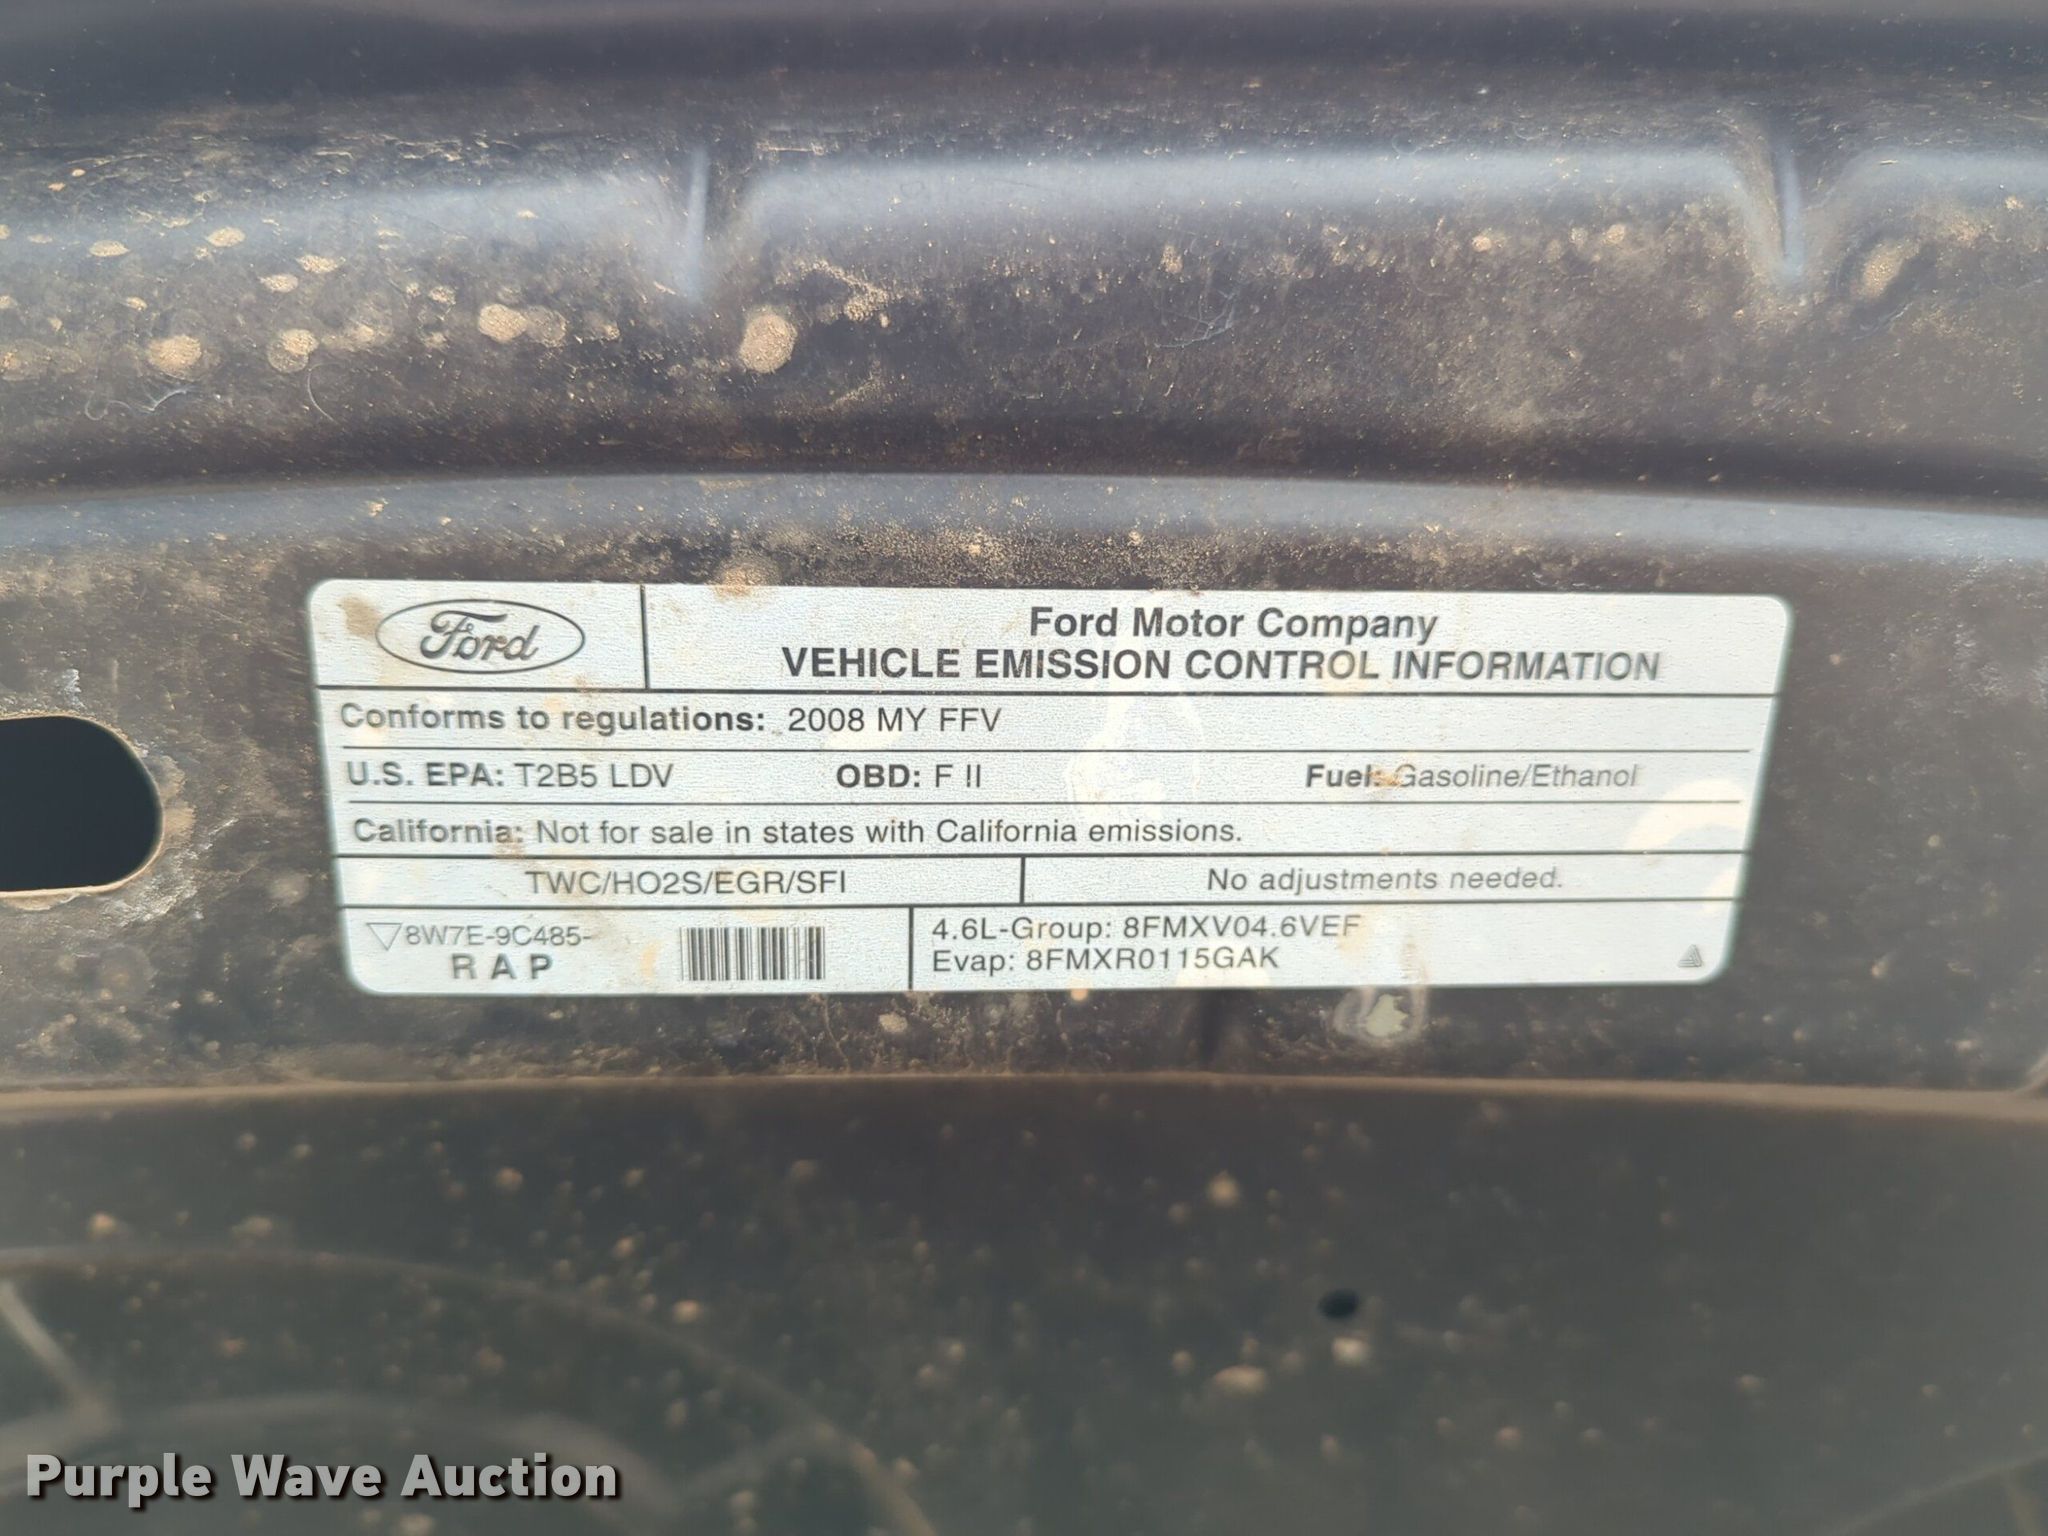 Ford
Ford Motor Company
VEHICLE EMISSION CONTROL INFORMATION
Conforms to regulations: 2008 MY FFV
U.S. EPA: T2B5 LDV OBD: F II Fuel: Gasoline/Ethanol
California: Not for sale in states with California emissions.
TWC/HO2S/EGR/SFI No adjustments needed.
8W7E-9C485-
R A P
4.6L-Group: 8FMXV04.6VEF
Evap: 8FMXR0115GAK
Purple Wave Auction